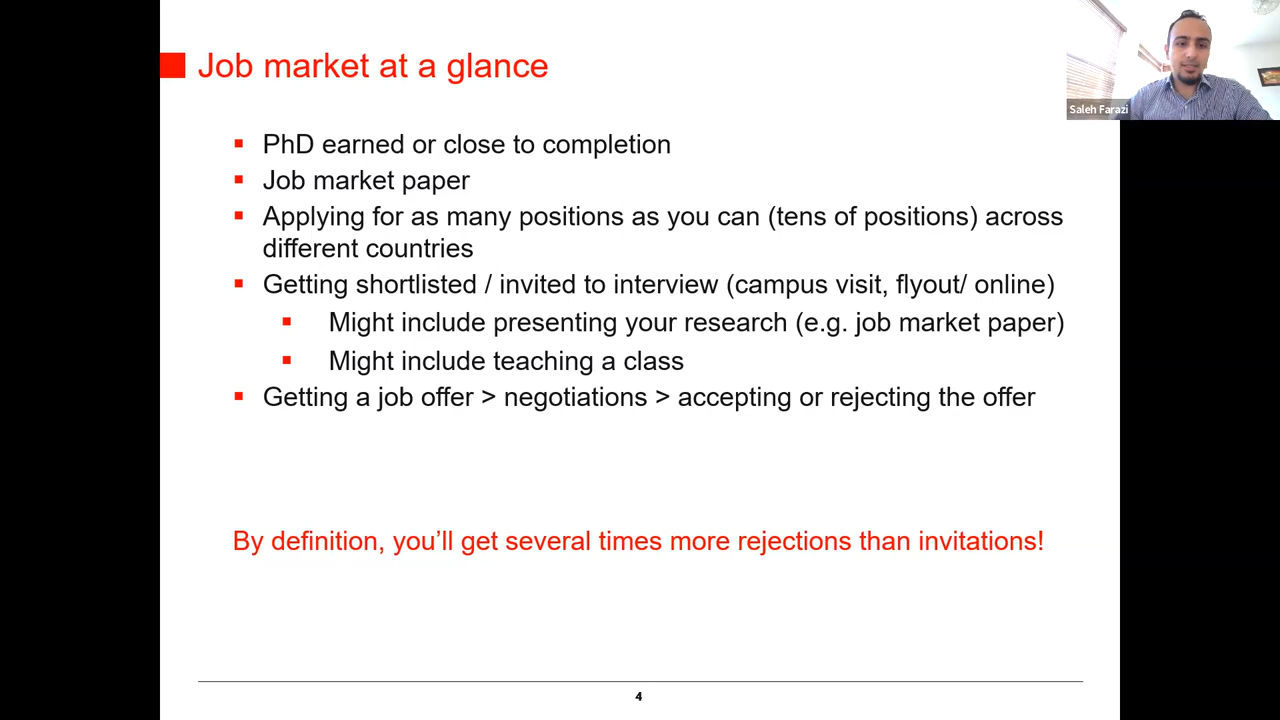 Job market at a glance
Saleh Farazi
PhD earned or close to completion
Job market paper
Applying for as many positions as you can (tens of positions) across
different countries
Getting shortlisted / invited to interview (campus visit, flyout/ online)
Might include presenting your research (e.g. job market paper)
Might include teaching a class
Getting a job offer > negotiations > accepting or rejecting the offer
By definition, you’ll get several times more rejections than invitations!
4